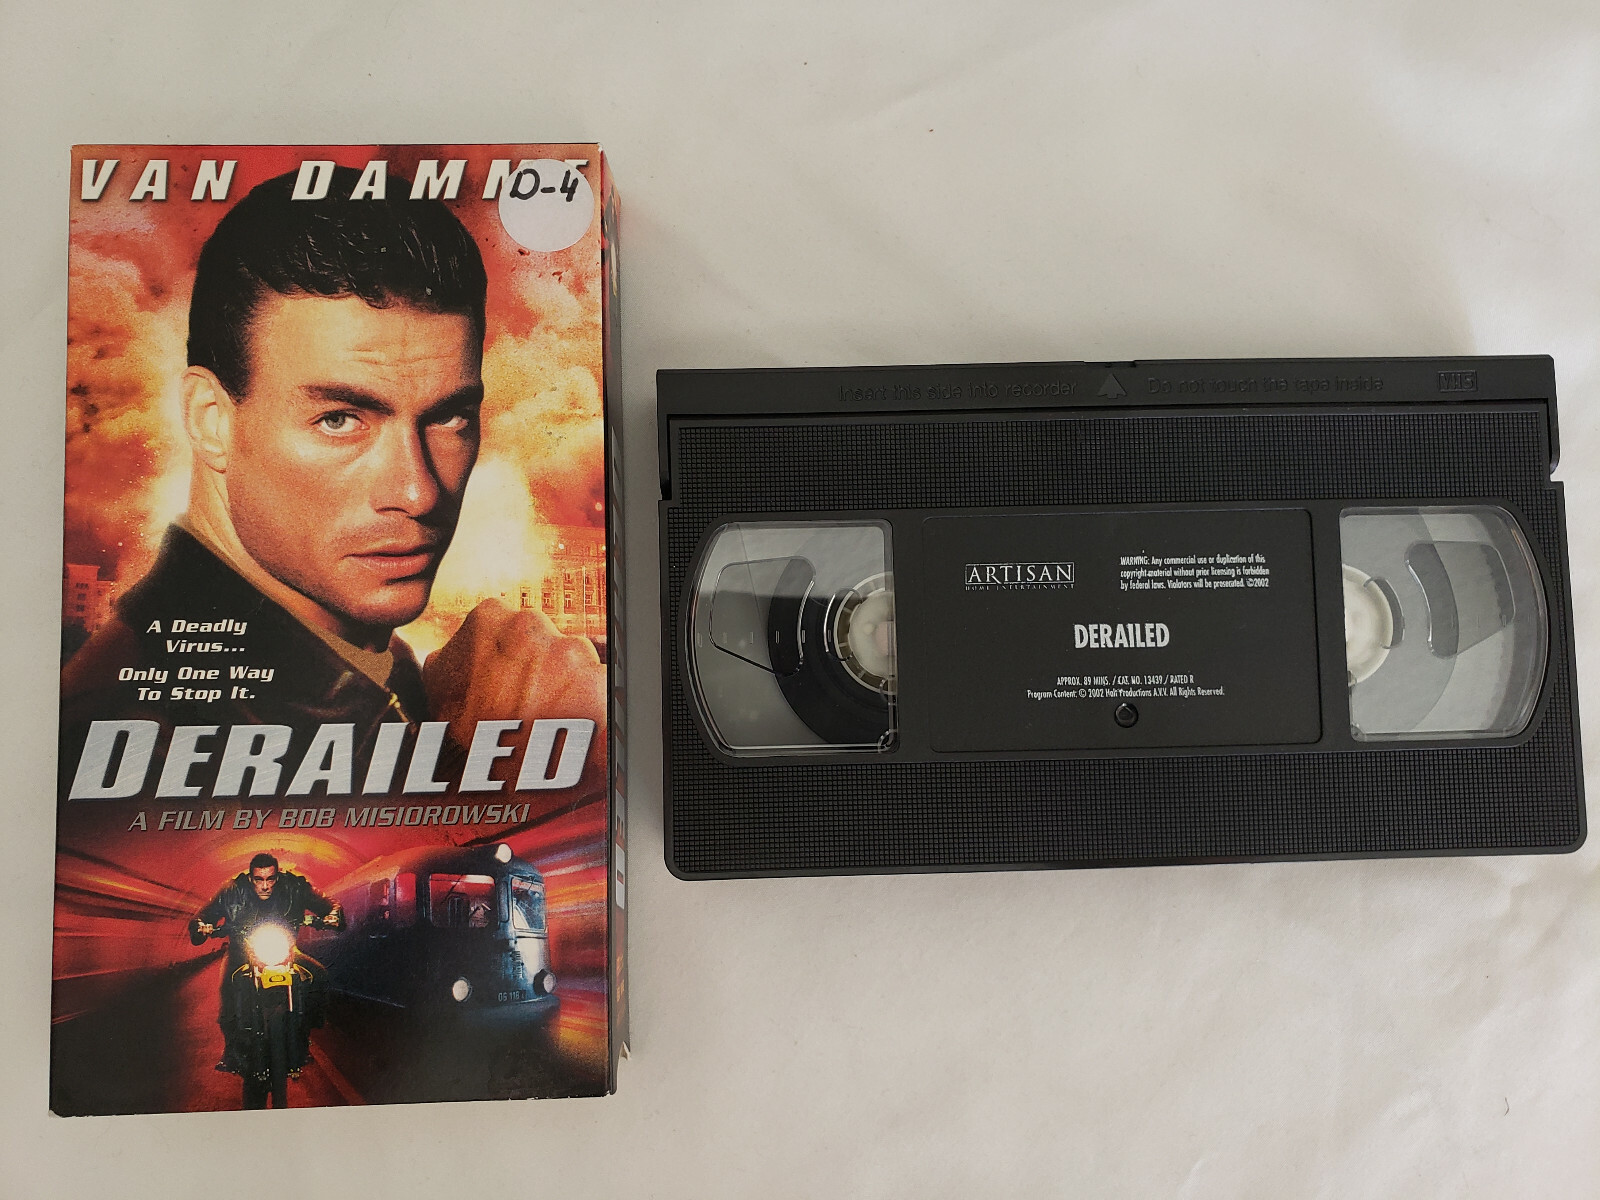 VAN DAMME
D-4
A Deadly
Virus...
Only One Way
To Stop It.
DERAILED
A FILM BY BOB MISIOROWSKI
Insert this side into recorder
Do not touch the tape inside
VHS
ARTISAN
HOME ENTERTAINMENT
WARNING: Any commercial use or duplication of this
copyright material without prior licensing is forbidden
by federal laws. Violators will be prosecuted. ©2002
DERAILED
APPROX. 89 MINS. / CAT. NO. 13439 / RATED R
Program Content: © 2002 Halt Productions A.V.V. All Rights Reserved.